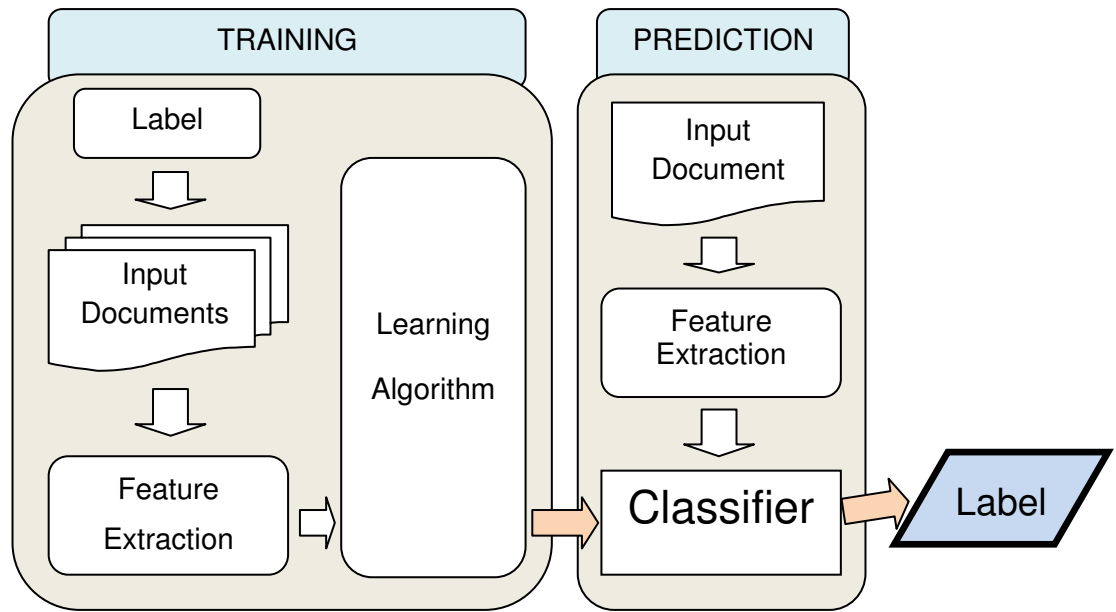 TRAINING
Label
Input
Documents
Feature
Extraction
Learning
Algorithm
PREDICTION
Input
Document
Feature
Extraction
Classifier
Label